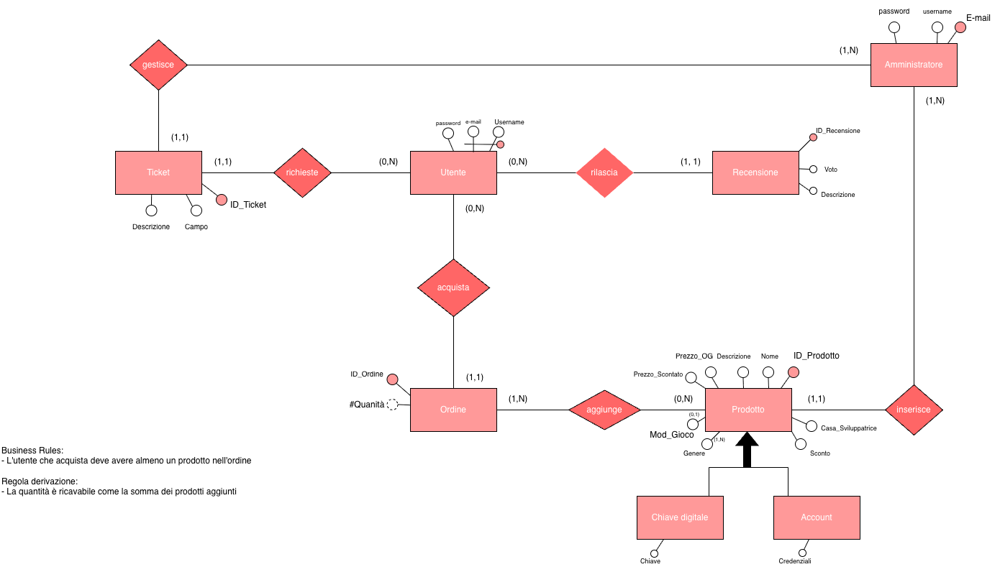 password
username
E-mail
gestisce
(1,N)
Amministratore
(1,N)
(1,1)
password
e-mail
Username
ID_Recensione
Ticket
(1,1)
richieste
(0,N)
Utente
(0,N)
rilascia
(1, 1)
Recensione
Voto
Descrizione
ID_Ticket
Descrizione
Campo
(0,N)
acquista
Prezzo_OG
Descrizione
Nome
ID_Prodotto
ID_Ordine
Prezzo_Scontato
(1,1)
#Quanità
Ordine
(1,N)
aggiunge
(0,N)
Prodotto
(1,1)
inserisce
(0,1)
Mod_Gioco
Casa_Sviluppatrice
(1,N)
Genere
Sconto
Business Rules:
- L'utente che acquista deve avere almeno un prodotto nell'ordine
Regola derivazione:
- La quantità è ricavabile come la somma dei prodotti aggiunti
Chiave digitale
Account
Chiave
Credenziali